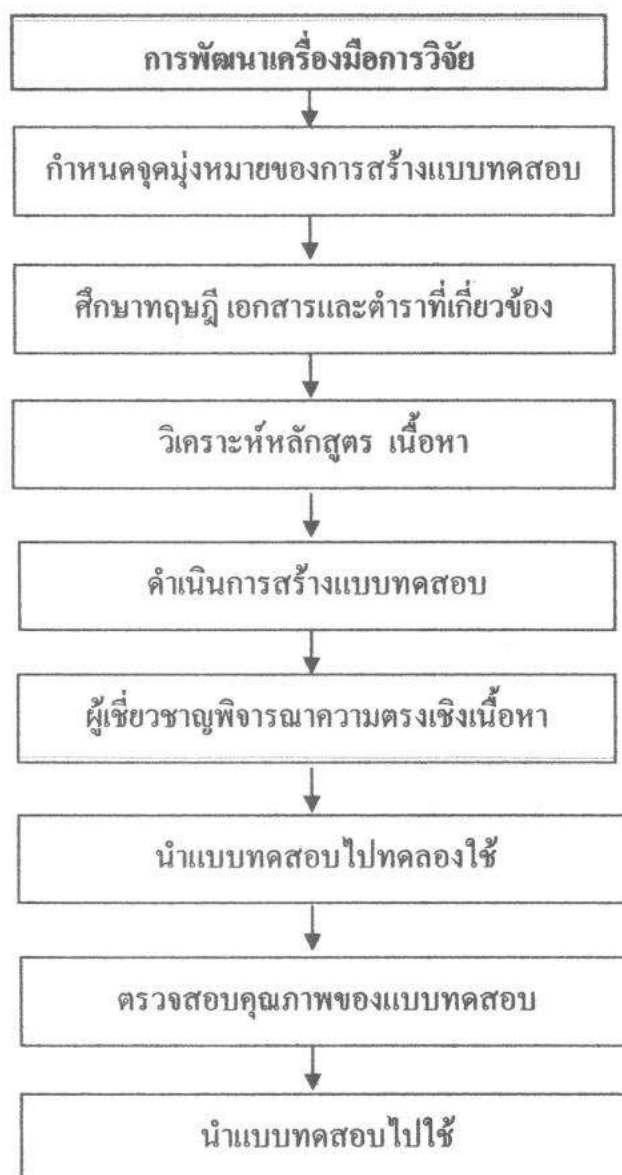 การพัฒนาเครื่องมือการวิจัย
กำหนดจุดมุ่งหมายของการสร้างแบบทดสอบ
ศึกษาทฤษฎี เอกสารและตำราที่เกี่ยวข้อง
วิเคราะห์หลักสูตร เนื้อหา
ดำเนินการสร้างแบบทดสอบ
ผู้เชี่ยวชาญพิจารณาความตรงเชิงเนื้อหา
นำแบบทดสอบไปทดลองใช้
ตรวจสอบคุณภาพของแบบทดสอบ
นำแบบทดสอบไปใช้